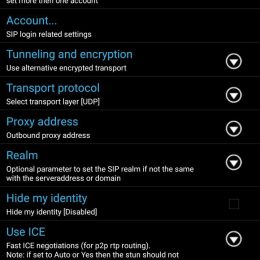 set more then one account
Account...
SIP login related settings
Tunneling and encryption
Use alternative encrypted transport
Transport protocol
Select transport layer [UDP]
Proxy address
Outbound proxy address
Realm
Optional parameter to set the SIP realm if not the same
with the serveraddress or domain
Hide my identity
Hide my identity [Disabled]
Use ICE
Fast ICE negotiations (for p2p rtp routing).
Note: if set to Auto or Yes then the stun should not